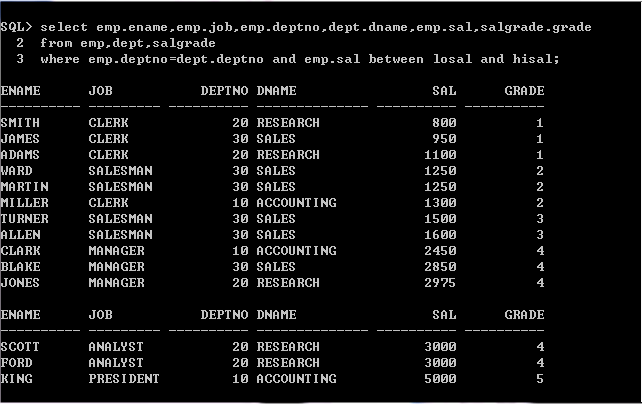 SQL> select emp.ename,emp.job,emp.deptno,dept.dname,emp.sal,salgrade.grade
2 from emp,dept,salgrade
3 where emp.deptno=dept.deptno and emp.sal between losal and hisal;
ENAME JOB DEPTNO DNAME SAL GRADE
---------- --------- ---------- -------------- ---------- ----------
SMITH CLERK 20 RESEARCH 800 1
JAMES CLERK 30 SALES 950 1
ADAMS CLERK 20 RESEARCH 1100 1
WARD SALESMAN 30 SALES 1250 2
MARTIN SALESMAN 30 SALES 1250 2
MILLER CLERK 10 ACCOUNTING 1300 2
TURNER SALESMAN 30 SALES 1500 3
ALLEN SALESMAN 30 SALES 1600 3
CLARK MANAGER 10 ACCOUNTING 2450 4
BLAKE MANAGER 30 SALES 2850 4
JONES MANAGER 20 RESEARCH 2975 4
ENAME JOB DEPTNO DNAME SAL GRADE
---------- --------- ---------- -------------- ---------- ----------
SCOTT ANALYST 20 RESEARCH 3000 4
FORD ANALYST 20 RESEARCH 3000 4
KING PRESIDENT 10 ACCOUNTING 5000 5